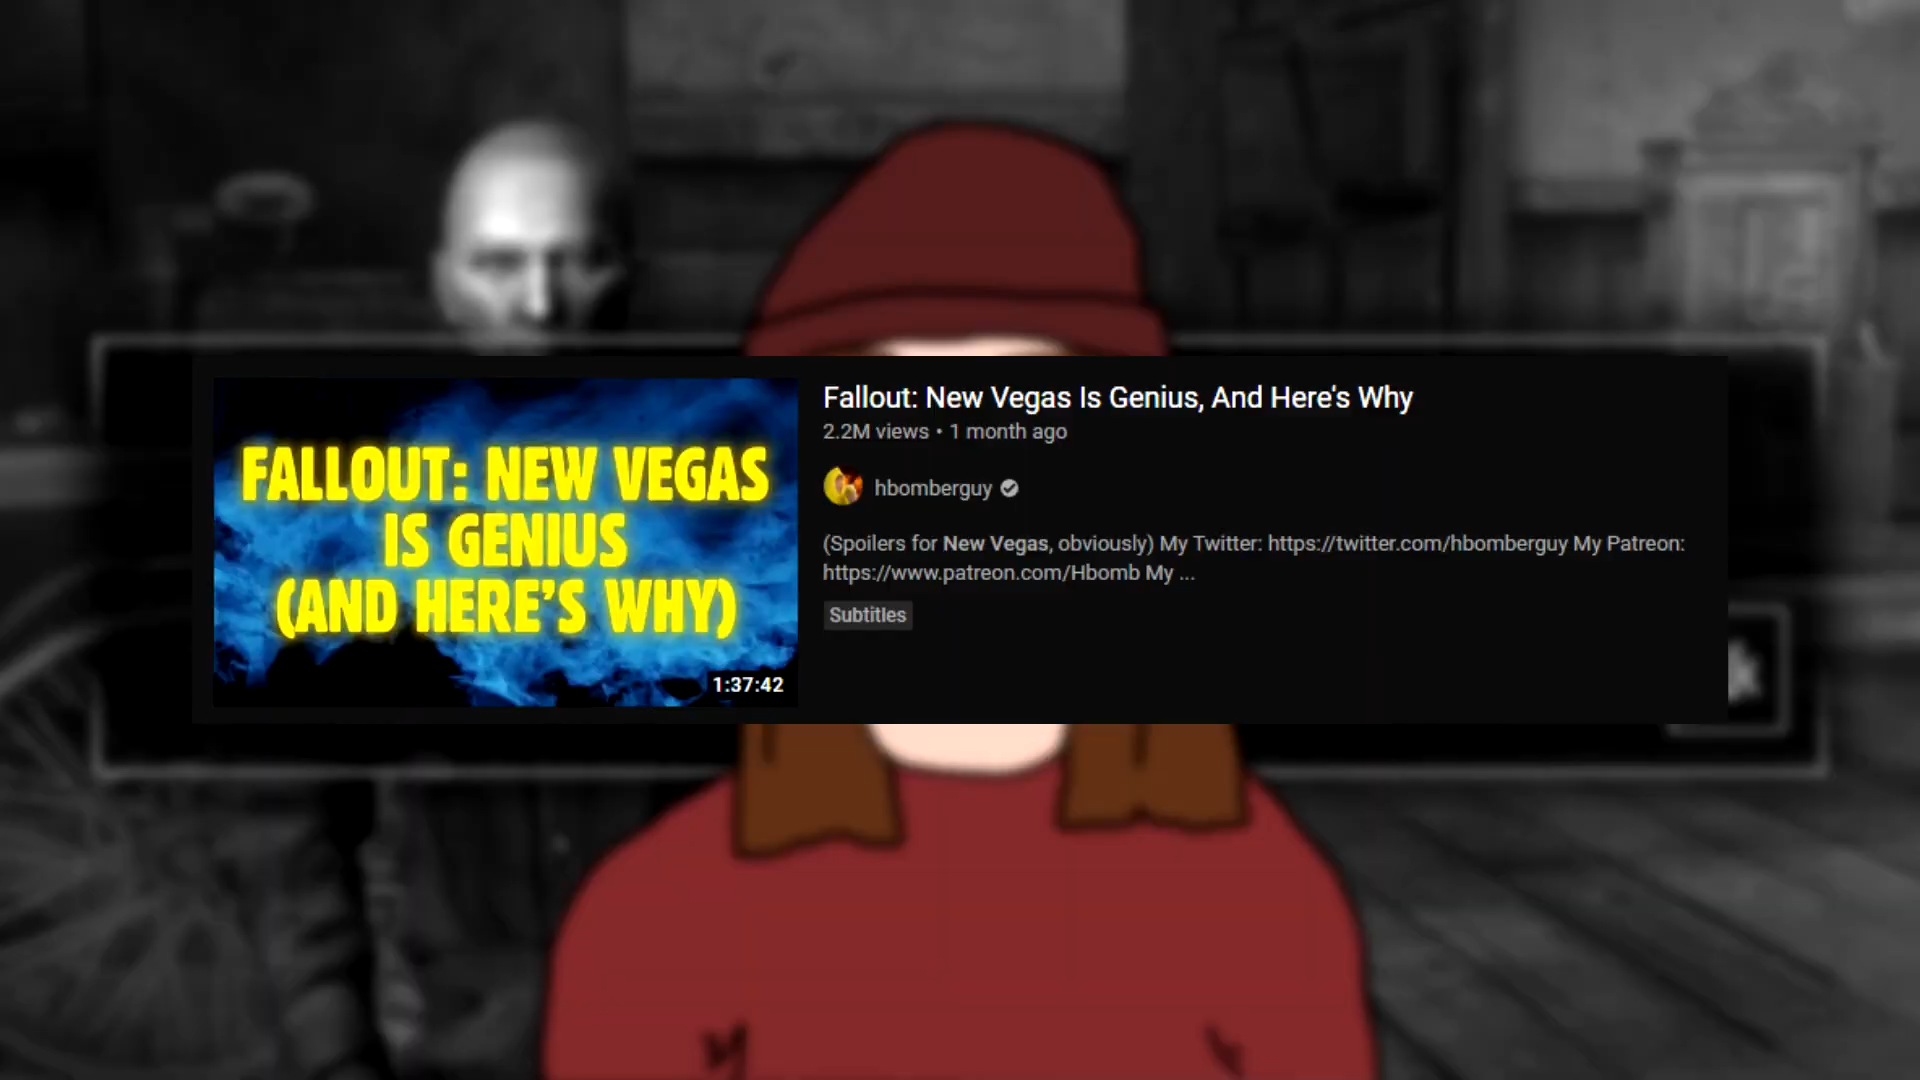 FALLOUT: NEW VEGAS
IS GENIUS
(AND HERE'S WHY)
1:37:42
Fallout: New Vegas Is Genius, And Here's Why
2.2M views • 1 month ago
hbomberguy
(Spoilers for New Vegas, obviously) My Twitter: https://twitter.com/hbomberguy My Patreon:
https://www.patreon.com/Hbomb My ...
Subtitles